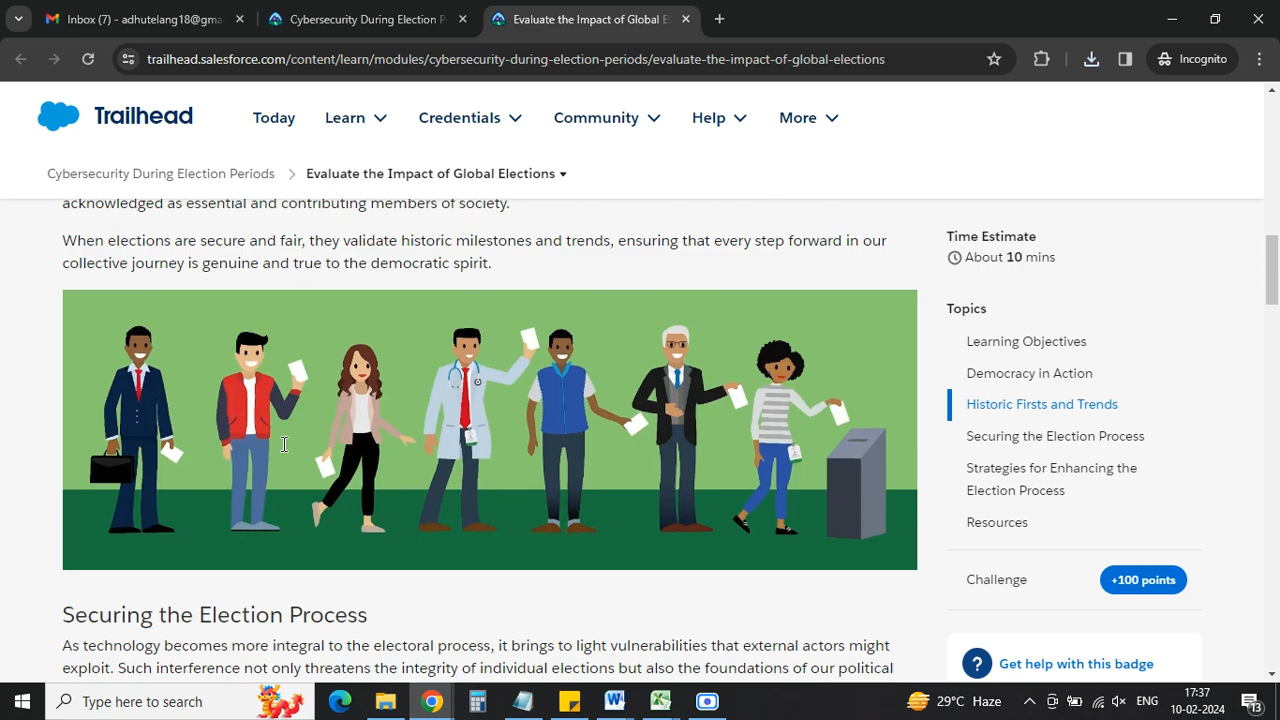 Inbox (7) - adhutelang18@gma
Cybersecurity During Election P
Evaluate the Impact of Global E
trailhead.salesforce.com/content/learn/modules/cybersecurity-during-election-periods/evaluate-the-impact-of-global-elections
Incognito
Trailhead
Today Learn Credentials Community Help More
Cybersecurity During Election Periods Evaluate the Impact of Global Elections
acknowledged as essential and contributing members of society.
When elections are secure and fair, they validate historic milestones and trends, ensuring that every step forward in our
collective journey is genuine and true to the democratic spirit.
Securing the Election Process
As technology becomes more integral to the electoral process, it brings to light vulnerabilities that external actors might
exploit. Such interference not only threatens the integrity of individual elections but also the foundations of our political
Time Estimate
About 10 mins
Topics
Learning Objectives
Democracy in Action
Historic Firsts and Trends
Securing the Election Process
Strategies for Enhancing the
Election Process
Resources
Challenge +100 points
? Get help with this badge
Type here to search
29°C Haze
ENG
17:37
10-02-2024
13